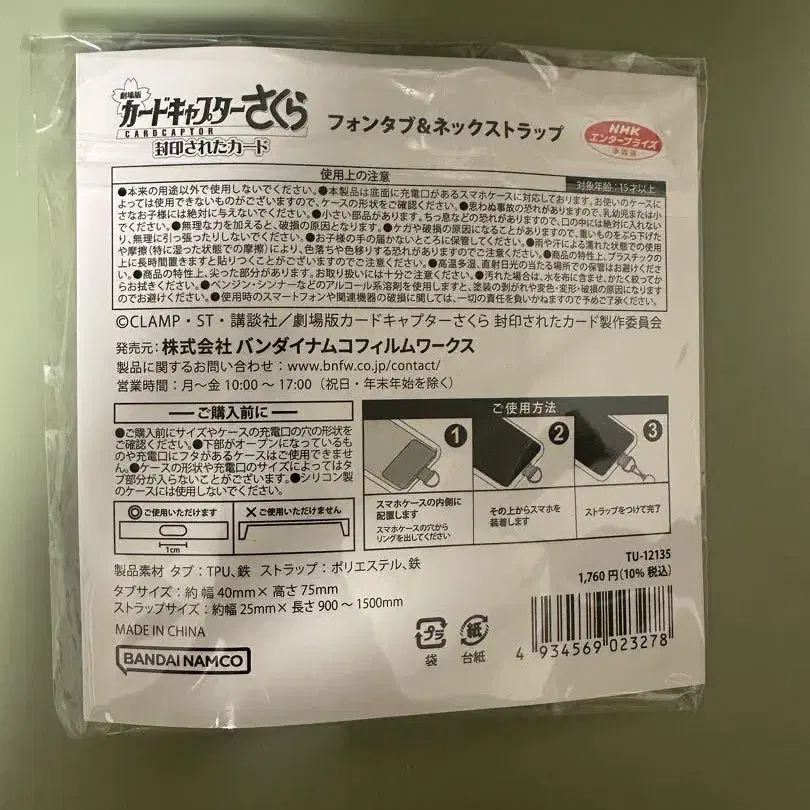 劇場版
カードキャプターさくら
CARDCAPTOR
封印されたカード
フォンタブ&ネックストラップ
NHK
エンタープライズ
使用上の注意
対象年齢:15才以上
●本来の用途以外で使用しないでください。●本製品は底面に充電口があるスマホケースに対応しております。お使いのケースに
よっては使用できないものがございますので、ケースの形状をご確認ください。●思わぬ事故の恐れがありますので、乳幼児または小
さなお子様には絶対に与えないでください。●小さい部品があります。ちっ息などの恐れがありますので、口の中には絶対に入れない
でください。●無理な力を加えると、破損の原因となります。●ケガや破損の原因になることがありますので、重いものをぶら下げた
り、無理に引っ張ったりしないでください。●お子様の手の届かないところに保管してください。●雨や汗による濡れた状態での使用
や摩擦(特に湿った状態での摩擦)により、色落ちや色移りする恐れがありますのでご注意ください。●商品の特性上、プラスチックの
上に長時間置きますと貼りつくことがございますのでご注意ください。●高温多湿、直射日光の当たる場所での保管はお避けくださ
い。●商品の特性上、尖った部分があります。お取り扱いには十分ご注意ください。●汚れた場合は、水を布に含ませ、かたく絞ってか
らお拭きください。●ベンジン・シンナーなどのアルコール系溶剤を使用しますと、塗装の剥がれや変色・変形・破損の原因になります
のでお避けください。●使用時のスマートフォンや関連機器の破損に関しては、一切の責任を負いかねますので予めご了承ください。
©CLAMP・ST・講談社/劇場版カードキャプターさくら 封印されたカード製作委員会
発売元:株式会社 バンダイナムコフィルムワークス
製品に関するお問い合わせ:www.bnfw.co.jp/contact/
営業時間:月〜金 10:00 〜 17:00(祝日・年末年始を除く)
ご購入前に
●ご購入前にサイズやケースの充電口の穴の形状を
ご確認ください。●下部がオープンになっているも
のや充電口にフタがあるケースはご使用できませ
ん。●ケースの形状や充電口のサイズによってはタ
ブ部分が入らないことがございます。●シリコン製
のケースには使用しないでください。
◎ご使用いただけます
×ご使用いただけません
1cm
ご使用方法
1
2
3
スマホケースの内側に
配置します
スマホケースの穴から
リングを出してください
その上からスマホを
装着します
ストラップをつけて完了
製品素材 タブ:TPU、鉄 ストラップ:ポリエステル、鉄
タブサイズ:約 幅 40mm× 高さ 75mm
ストラップサイズ:約幅 25mm× 長さ 900 〜 1500mm
MADE IN CHINA
BANDAI NAMCO
TU-12135
1,760 円(10% 税込)
プラ
袋
紙
台紙
4 934569 023278